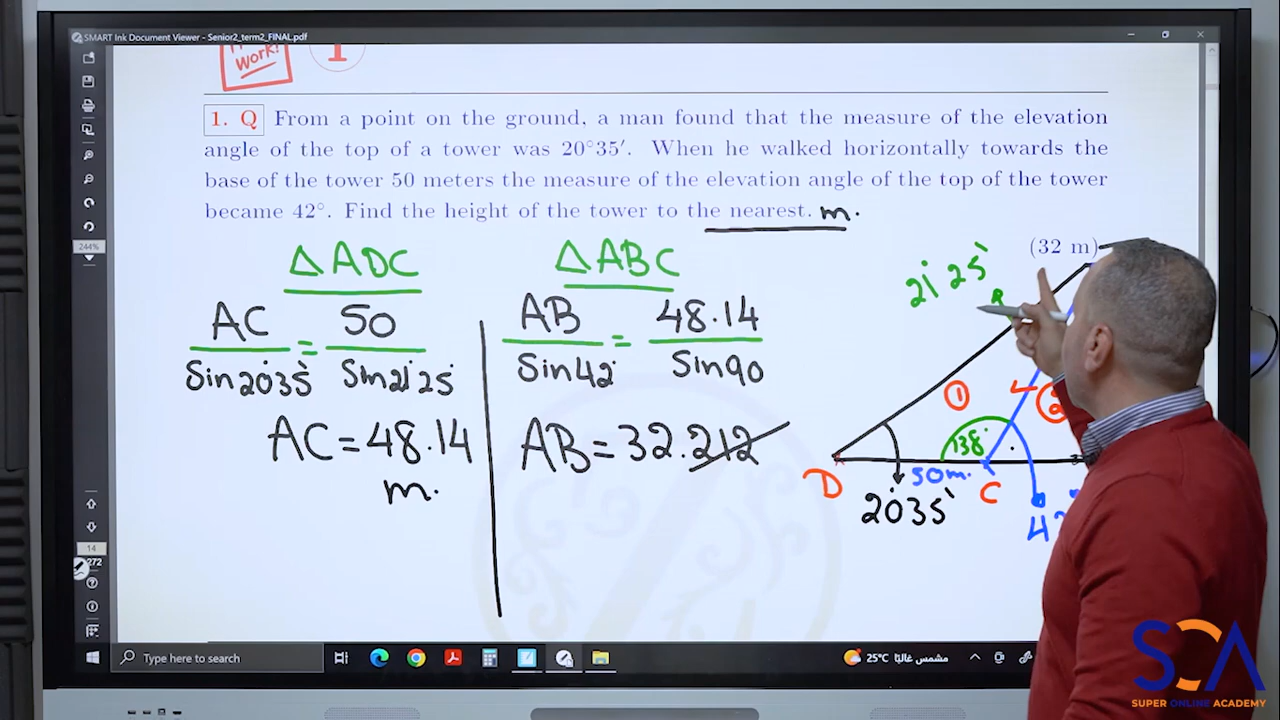 SMART Ink Document Viewer - Senior2_term2_FINAL.pdf
Work!
1
1. Q From a point on the ground, a man found that the measure of the elevation
angle of the top of a tower was 20°35′. When he walked horizontally towards the
base of the tower 50 meters the measure of the elevation angle of the top of the tower
became 42°. Find the height of the tower to the nearest. m.
(32 m)
244%
△ADC
△ABC
AC / Sin 20°35' = 50 / Sin 21°25'
AB / Sin 42° = 48.14 / Sin 90
AC = 48.14
m.
AB = 32.212
21° 25'
1
2
138°
D
50m.
C
20°35'
14
272
Type here to search
25°C مشمس غالبًا
SCA
SUPER ONLINE ACADEMY